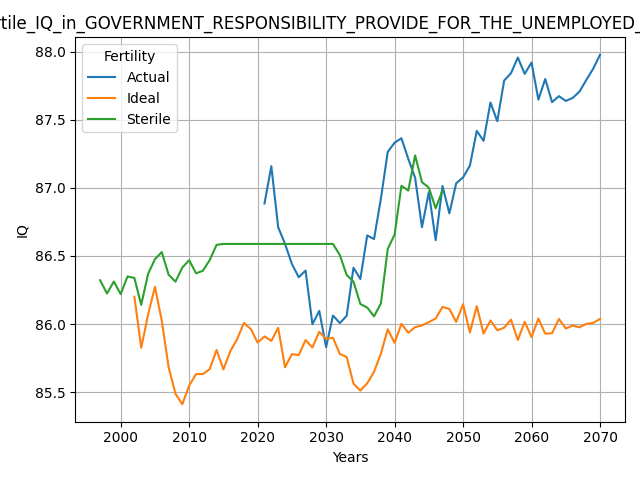 rtile_IQ_in_GOVERNMENT_RESPONSIBILITY_PROVIDE_FOR_THE_UNEMPLOYED_
Fertility
Actual
Ideal
Sterile
IQ
88.0
87.5
87.0
86.5
86.0
85.5
2000 2010 2020 2030 2040 2050 2060 2070
Years